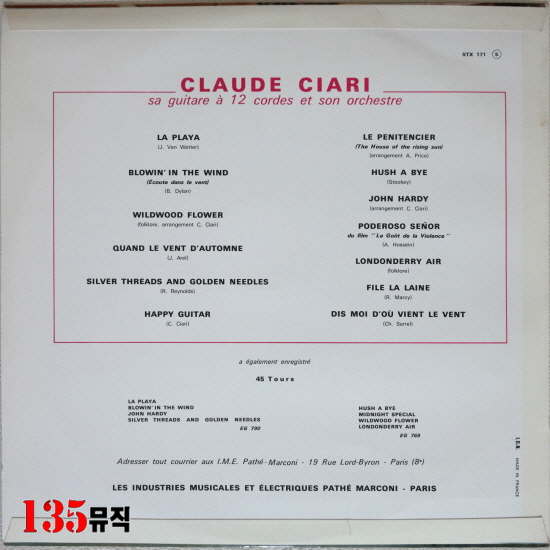 STX 171 S
CLAUDE CIARI
sa guitare à 12 cordes et son orchestre
LA PLAYA
(J. Van Wetter)
BLOWIN' IN THE WIND
(Écoute dans le vent)
(B. Dylan)
WILDWOOD FLOWER
(folklore, arrangement C. Ciari)
QUAND LE VENT D'AUTOMNE
(J. Arel)
SILVER THREADS AND GOLDEN NEEDLES
(R. Reynolds)
HAPPY GUITAR
(C. Ciari)
LE PENITENCIER
(The House of the rising sun)
(arrangement A. Price)
HUSH A BYE
(Stookey)
JOHN HARDY
(arrangement C. Ciari)
PODEROSO SEÑOR
du film "Le Goût de la Violence"
(A. Hossein)
LONDONDERRY AIR
(folklore)
FILE LA LAINE
(R. Marcy)
DIS MOI D'OÙ VIENT LE VENT
(Ch. Sarrel)
a également enregistré
45 Tours
LA PLAYA
BLOWIN' IN THE WIND
JOHN HARDY
SILVER THREADS AND GOLDEN NEEDLES
EG 790
HUSH A BYE
MIDNIGHT SPECIAL
WILDWOOD FLOWER
LONDONDERRY AIR
EG 769
Adresser tout courrier aux I.M.E. Pathé-Marconi - 19 Rue Lord-Byron - Paris (8e)
LES INDUSTRIES MUSICALES ET ÉLECTRIQUES PATHÉ MARCONI - PARIS
MADE IN FRANCE
135뮤직